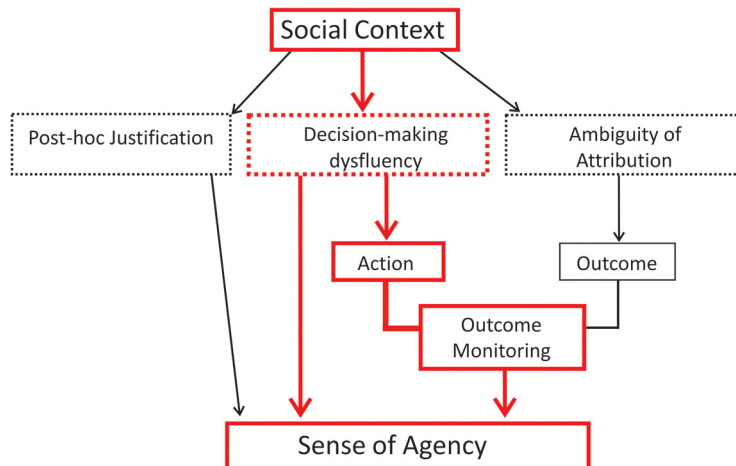 Social Context
Post-hoc Justification
Decision-making
dysfluency
Ambiguity of
Attribution
Action
Outcome
Outcome
Monitoring
Sense of Agency